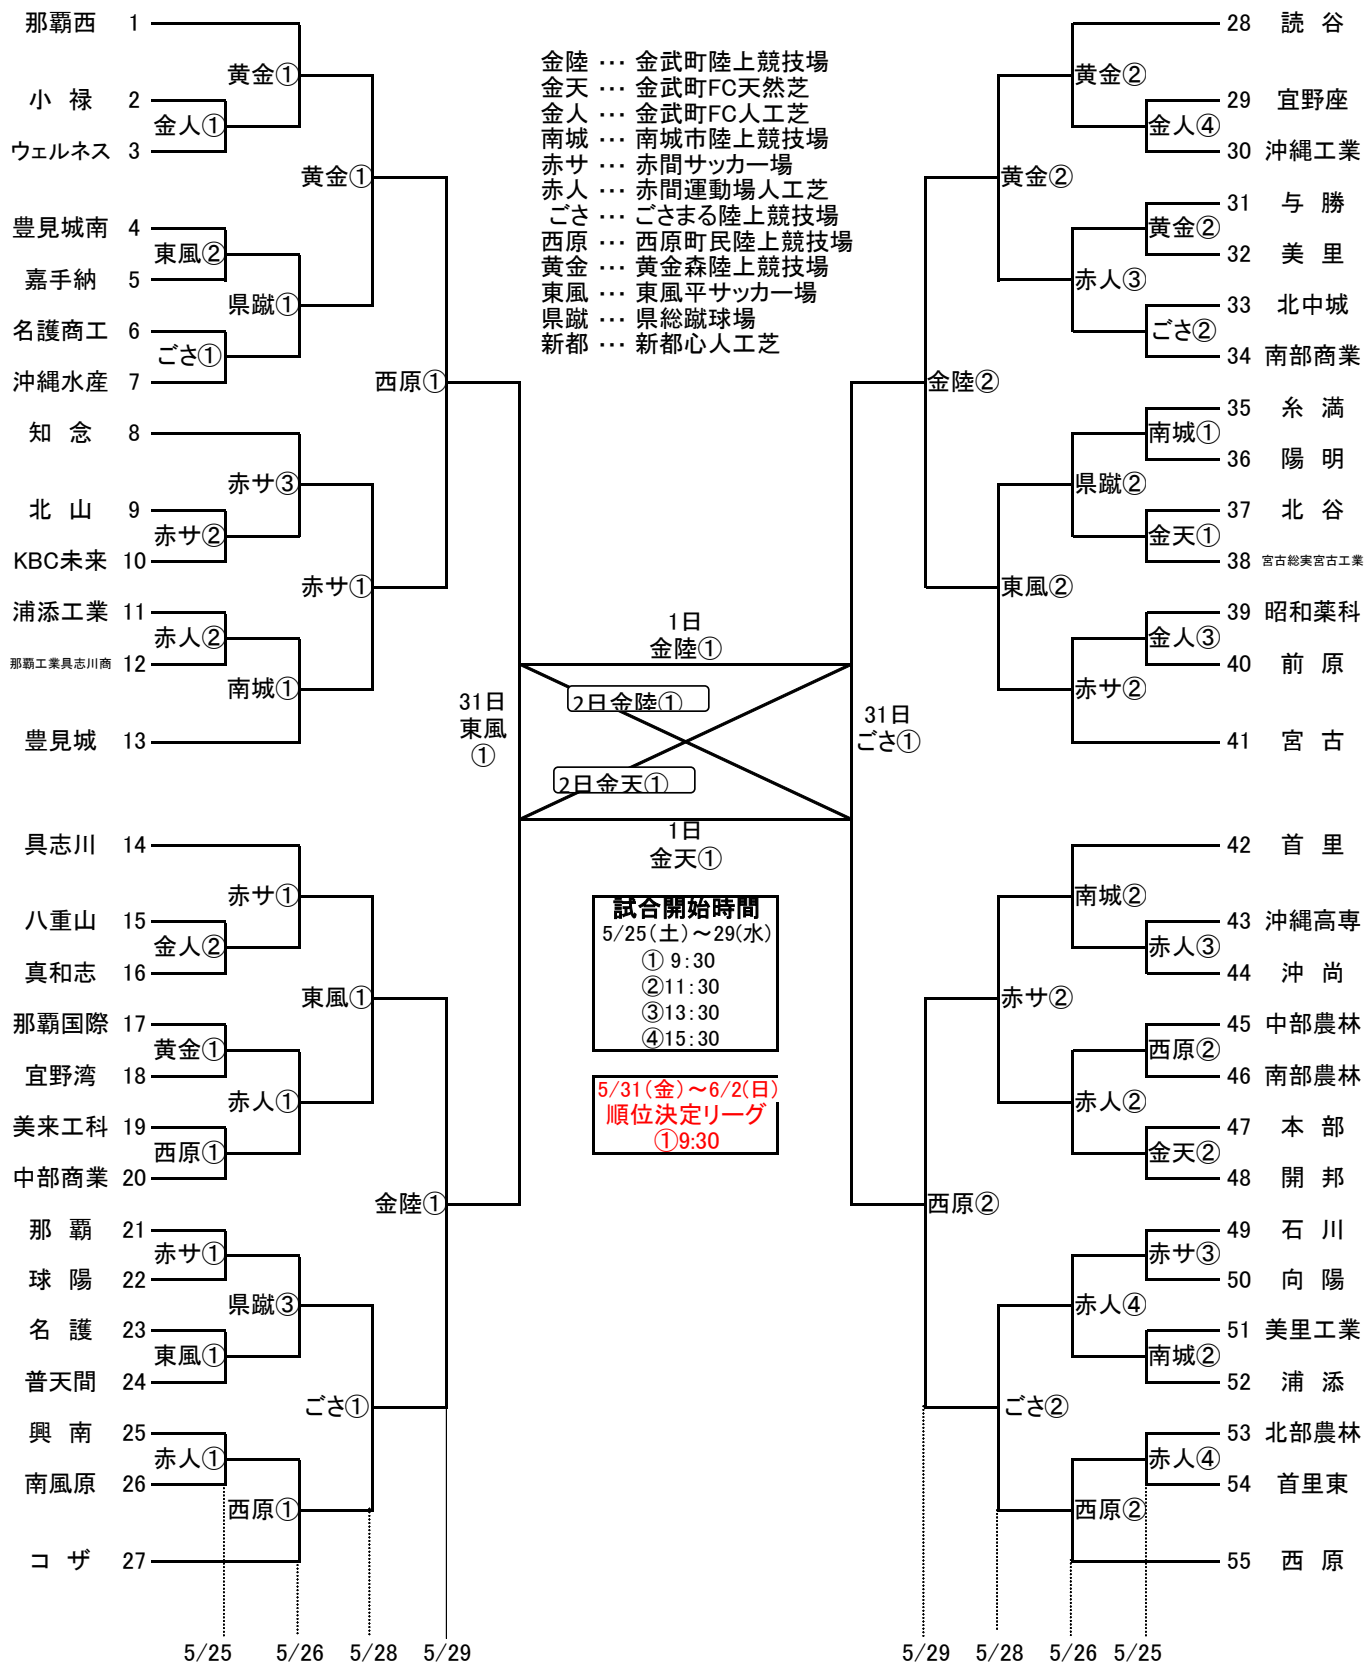 那覇西 1
黄金①
小 禄 2
金人①
ウェルネス 3
黄金①
豊見城南 4
東風②
嘉手納 5
県蹴①
名護商工 6
ごさ①
沖縄水産 7
西原①
知 念 8
赤サ③
北 山 9
赤サ②
KBC未来 10
赤サ①
浦添工業 11
赤人②
那覇工業具志川商 12
南城①
豊見城 13
具志川 14
赤サ①
八重山 15
金人②
真和志 16
東風①
那覇国際 17
黄金①
宜野湾 18
赤人①
美来工科 19
西原①
中部商業 20
金陸①
那 覇 21
赤サ①
球 陽 22
県蹴③
名 護 23
東風①
普天間 24
ごさ①
興 南 25
赤人①
南風原 26
西原①
コ ザ 27
5/25 5/26 5/28 5/29
金陸 … 金武町陸上競技場
金天 … 金武町FC天然芝
金人 … 金武町FC人工芝
南城 … 南城市陸上競技場
赤サ … 赤間サッカー場
赤人 … 赤間運動場人工芝
ごさ … ごさまる陸上競技場
西原 … 西原町民陸上競技場
黄金 … 黄金森陸上競技場
東風 … 東風平サッカー場
県蹴 … 県総蹴球場
新都 … 新都心人工芝
1日
金陸①
2日金陸①
31日
東風
①
31日
ごさ①
2日金天①
1日
金天①
試合開始時間
5/25(土)～29(水)
① 9:30
②11:30
③13:30
④15:30
5/31(金)～6/2(日)
順位決定リーグ
①9:30
28 読 谷
黄金②
29 宜野座
金人④
30 沖縄工業
黄金②
31 与 勝
黄金②
32 美 里
赤人③
33 北中城
ごさ②
34 南部商業
金陸②
35 糸 満
南城①
36 陽 明
県蹴②
37 北 谷
金天①
38 宮古総実宮古工業
東風②
39 昭和薬科
金人③
40 前 原
赤サ②
41 宮 古
42 首 里
南城②
43 沖縄高専
赤人③
44 沖 尚
赤サ②
45 中部農林
西原②
46 南部農林
赤人②
47 本 部
金天②
48 開 邦
西原②
49 石 川
赤サ③
50 向 陽
赤人④
51 美里工業
南城②
52 浦 添
ごさ②
53 北部農林
赤人④
54 首里東
西原②
55 西 原
5/29 5/28 5/26 5/25